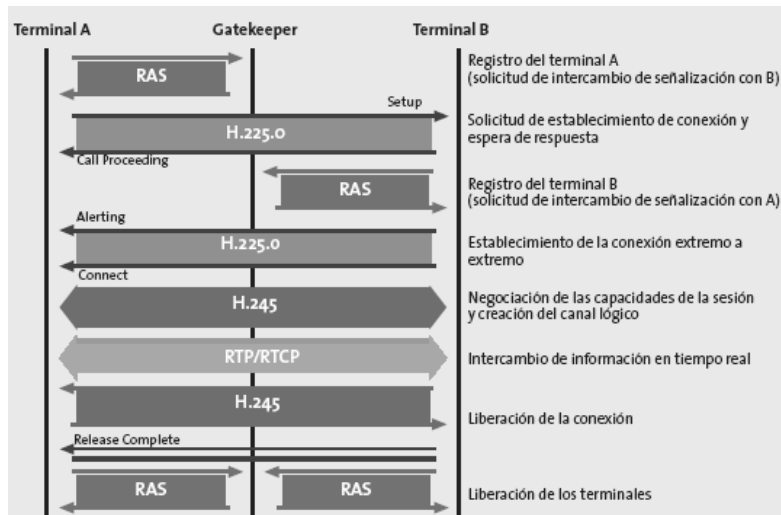 Terminal A Gatekeeper Terminal B
RAS
Registro del terminal A
(solicitud de intercambio de señalización con B)
Setup
H.225.0
Solicitud de establecimiento de conexión y
espera de respuesta
Call Proceeding
RAS
Registro del terminal B
(solicitud de intercambio de señalización con A)
Alerting
H.225.0
Establecimiento de la conexión extremo a
extremo
Connect
H.245
Negociación de las capacidades de la sesión
y creación del canal lógico
RTP/RTCP
Intercambio de información en tiempo real
H.245
Liberación de la conexión
Release Complete
RAS RAS
Liberación de los terminales